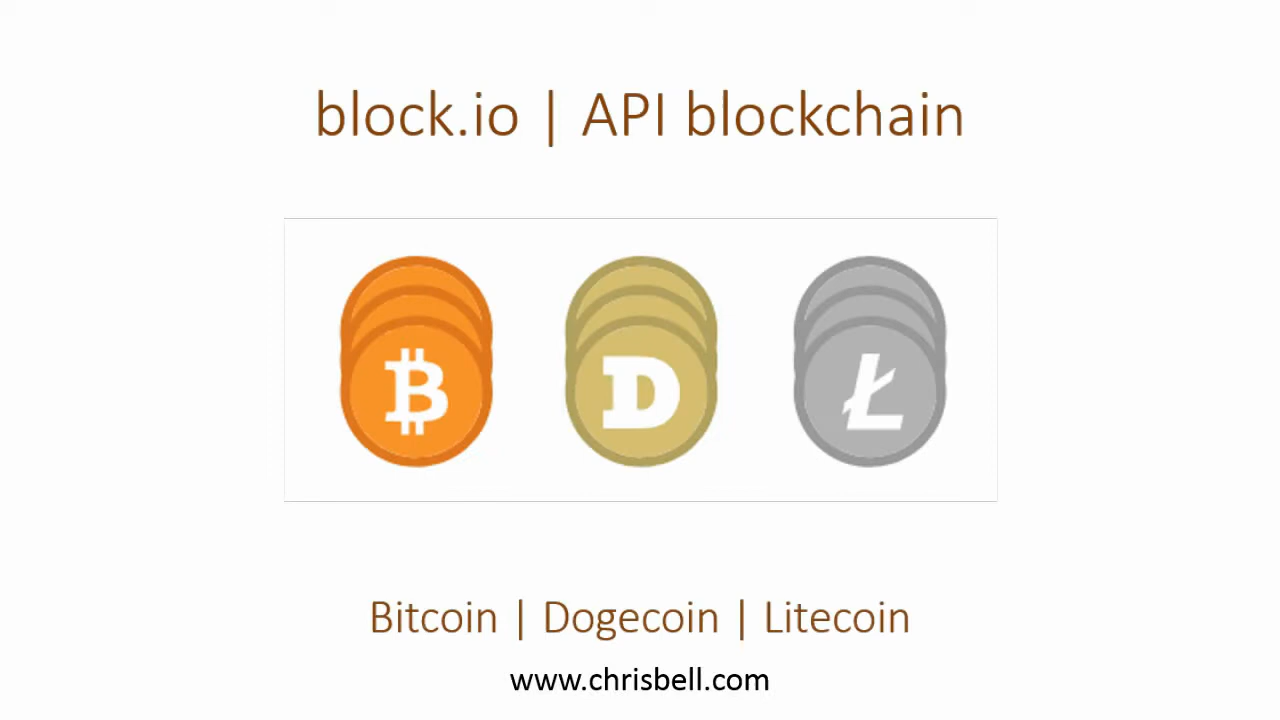 block.io | API blockchain
Bitcoin | Dogecoin | Litecoin
www.chrisbell.com